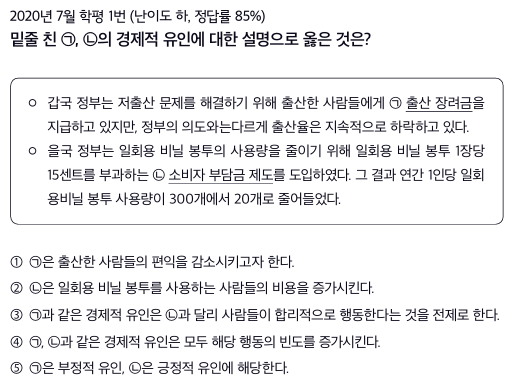 2020년 7월 학평 1번 (난이도 하, 정답률 85%)
밑줄 친 ㉠, ㉡의 경제적 유인에 대한 설명으로 옳은 것은?
○ 갑국 정부는 저출산 문제를 해결하기 위해 출산한 사람들에게 ㉠ 출산 장려금을
지급하고 있지만, 정부의 의도와는다르게 출산율은 지속적으로 하락하고 있다.
○ 을국 정부는 일회용 비닐 봉투의 사용량을 줄이기 위해 일회용 비닐 봉투 1장당
15센트를 부과하는 ㉡ 소비자 부담금 제도를 도입하였다. 그 결과 연간 1인당 일회
용비닐 봉투 사용량이 300개에서 20개로 줄어들었다.
① ㉠은 출산한 사람들의 편익을 감소시키고자 한다.
② ㉡은 일회용 비닐 봉투를 사용하는 사람들의 비용을 증가시킨다.
③ ㉠과 같은 경제적 유인은 ㉡과 달리 사람들이 합리적으로 행동한다는 것을 전제로 한다.
④ ㉠, ㉡과 같은 경제적 유인은 모두 해당 행동의 빈도를 증가시킨다.
⑤ ㉠은 부정적 유인, ㉡은 긍정적 유인에 해당한다.